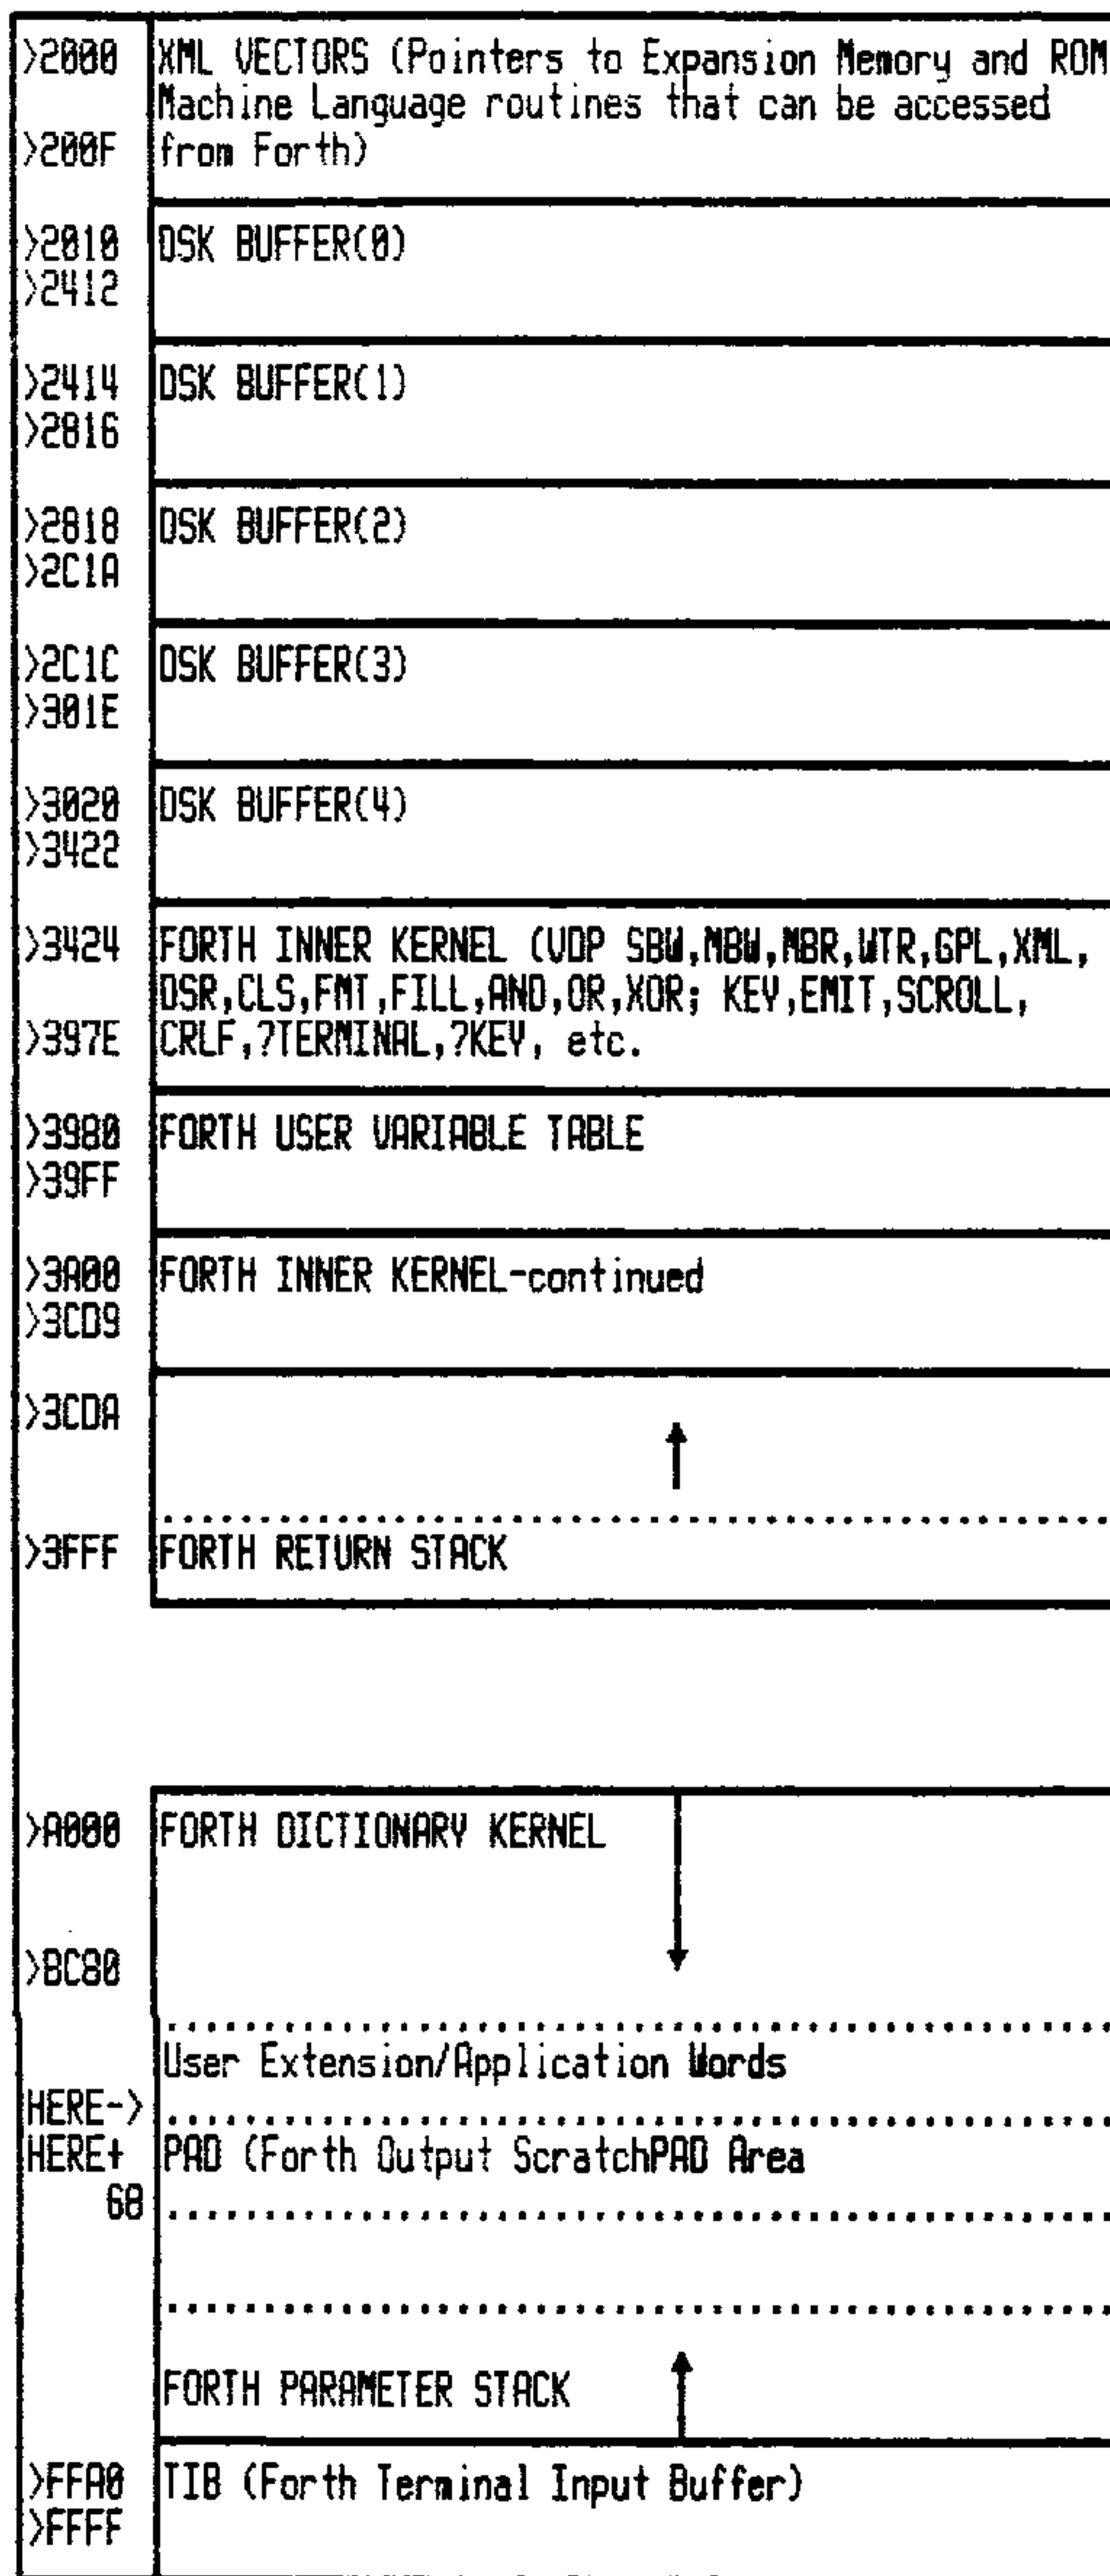 >2000 XML VECTORS (Pointers to Expansion Memory and ROM
Machine Language routines that can be accessed
>200F from Forth)
>2010 DSK BUFFER(0)
>2412
>2414 DSK BUFFER(1)
>2816
>2818 DSK BUFFER(2)
>2C1A
>2C1C DSK BUFFER(3)
>301E
>3020 DSK BUFFER(4)
>3422
>3424 FORTH INNER KERNEL (VDP SBW,MBW,MBR,WTR,GPL,XML,
DSR,CLS,FMT,FILL,AND,OR,XOR; KEY,EMIT,SCROLL,
>397E CRLF,?TERMINAL,?KEY, etc.
>3980 FORTH USER VARIABLE TABLE
>39FF
>3A00 FORTH INNER KERNEL-continued
>3CD9
>3CDA
>3FFF FORTH RETURN STACK
>A000 FORTH DICTIONARY KERNEL
>BC80
User Extension/Application Words
HERE->
HERE+ PAD (Forth Output ScratchPAD Area
68
FORTH PARAMETER STACK
>FFA0 TIB (Forth Terminal Input Buffer)
>FFFF